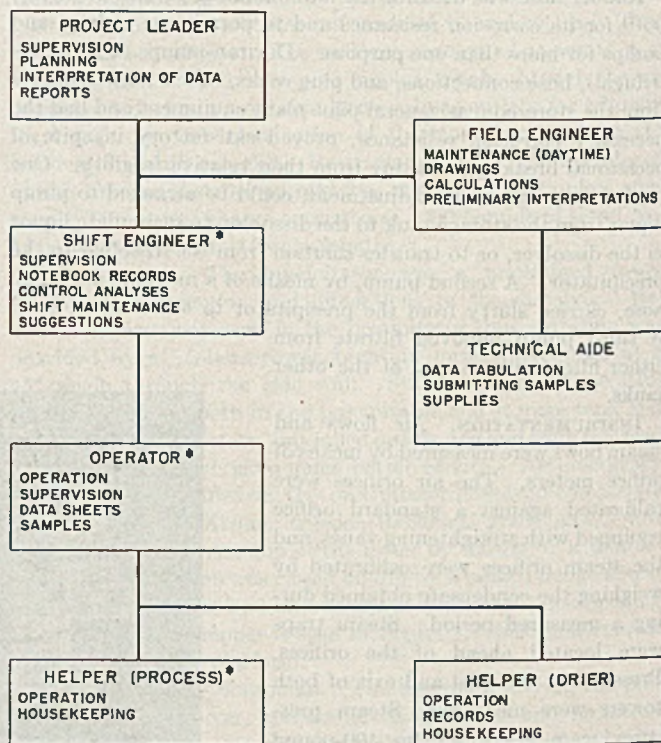 PROJECT LEADER
SUPERVISION
PLANNING
INTERPRETATION OF DATA
REPORTS
FIELD ENGINEER
MAINTENANCE (DAYTIME)
DRAWINGS
CALCULATIONS
PRELIMINARY INTERPRETATIONS
SHIFT ENGINEER*
SUPERVISION
NOTEBOOK RECORDS
CONTROL ANALYSES
SHIFT MAINTENANCE
SUGGESTIONS
TECHNICAL AIDE
DATA TABULATION
SUBMITTING SAMPLES
SUPPLIES
OPERATOR*
OPERATION
SUPERVISION
DATA SHEETS
SAMPLES
HELPER (PROCESS)*
OPERATION
HOUSEKEEPING
HELPER (DRIER)
OPERATION
RECORDS
HOUSEKEEPING